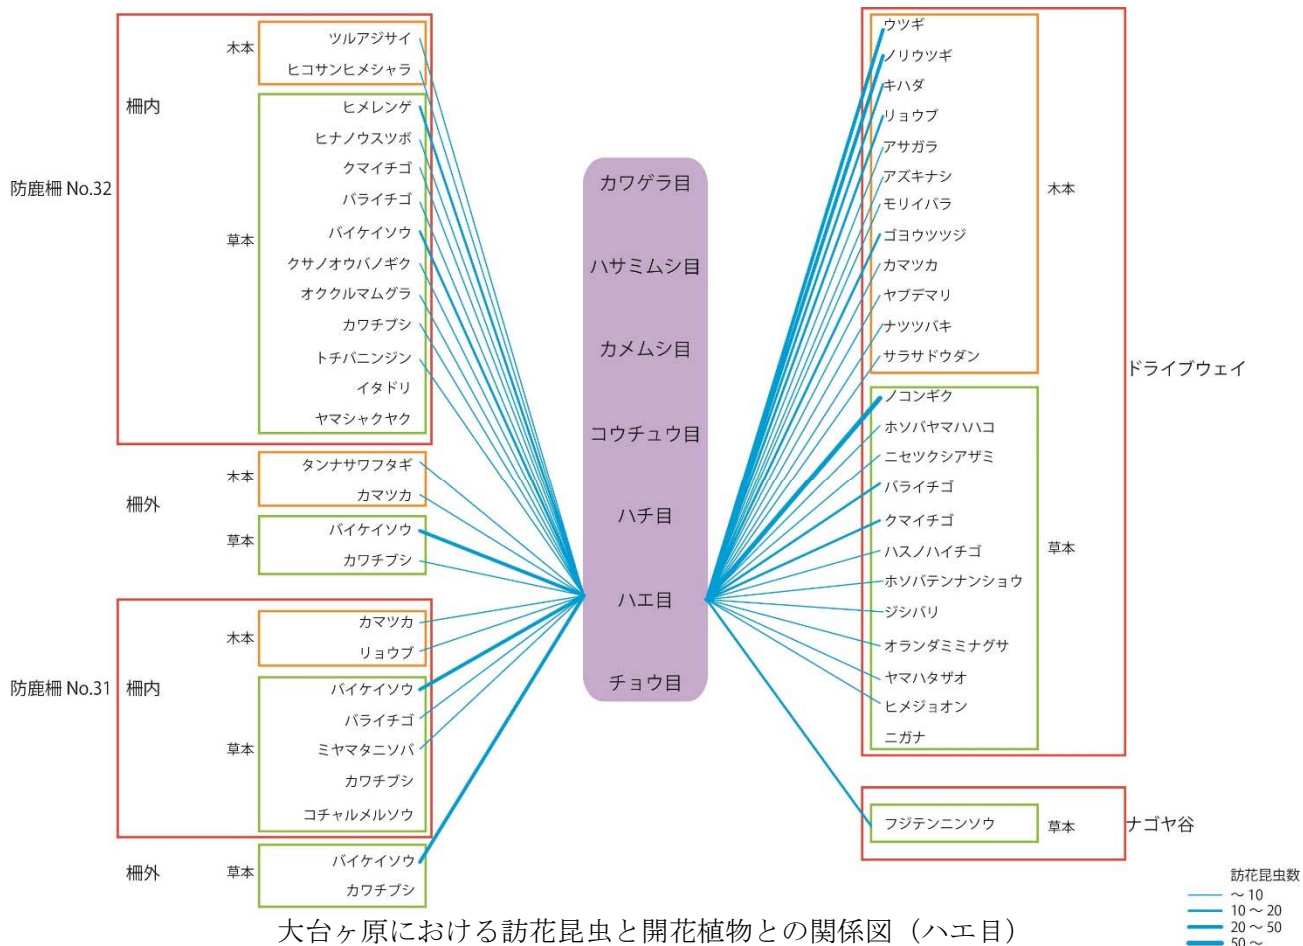 防鹿柵 No.32
柵内
木本
ツルアジサイ
ヒコサンヒメシャラ
草本
ヒメレンゲ
ヒナノウスツボ
クマイチゴ
バライチゴ
バイケイソウ
クサノオウバノギク
オククルマムグラ
カワチブシ
トチバニンジン
イタドリ
ヤマシャクヤク
柵外
木本
タンナサワフタギ
カマツカ
草本
バイケイソウ
カワチブシ
防鹿柵 No.31
柵内
木本
カマツカ
リョウブ
草本
バイケイソウ
バライチゴ
ミヤマタニソバ
カワチブシ
コチャルメルソウ
柵外
草本
バイケイソウ
カワチブシ
カワゲラ目
ハサミムシ目
カメムシ目
コウチュウ目
ハチ目
ハエ目
チョウ目
ウツギ
ノリウツギ
キハダ
リョウブ
アサガラ
アズキナシ
モリイバラ
ゴヨウツツジ
カマツカ
ヤブデマリ
ナツツバキ
サラサドウダン
木本
ドライブウェイ
ノコンギク
ホソバヤマハハコ
ニセツクシアザミ
バライチゴ
クマイチゴ
ハスノハイチゴ
ホソバテンナンショウ
ジシバリ
オランダミミナグサ
ヤマハタザオ
ヒメジョオン
ニガナ
草本
フジテンニンソウ
草本
ナゴヤ谷
訪花昆虫数
～ 10
10 ～ 20
20 ～ 50
50 ～
大台ヶ原における訪花昆虫と開花植物との関係図（ハエ目）